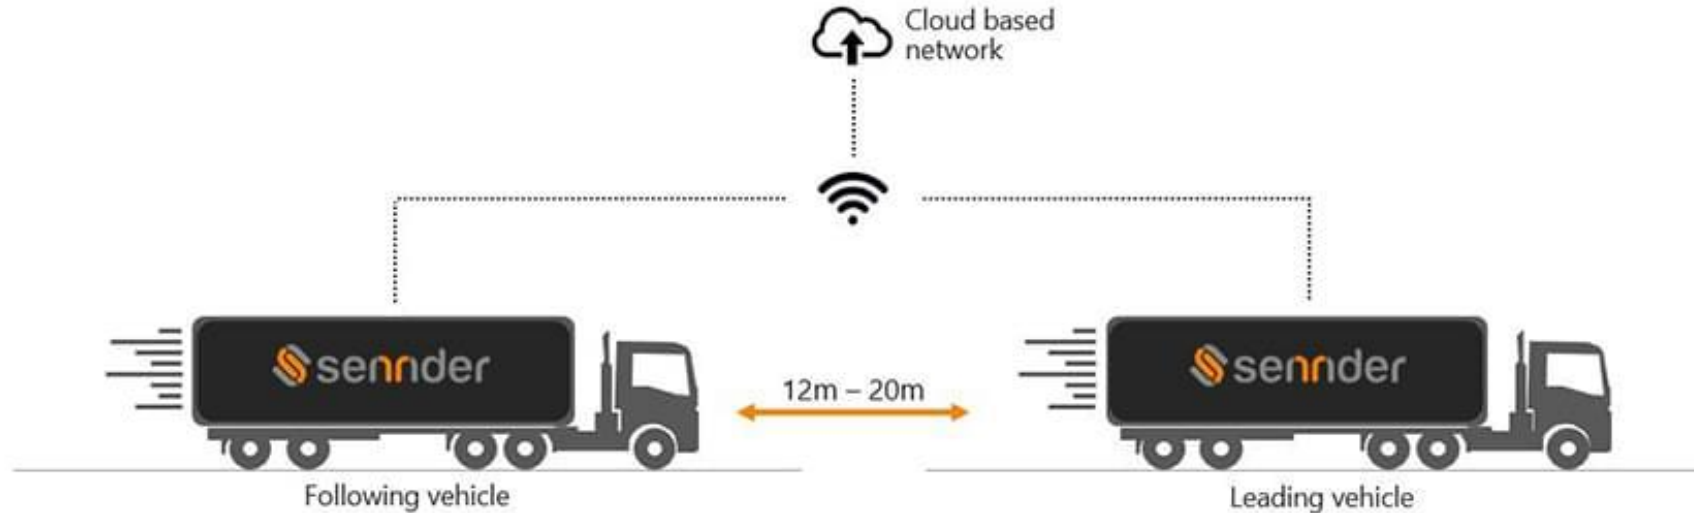 Cloud based
network
sennder
12m – 20m
sennder
Following vehicle
Leading vehicle